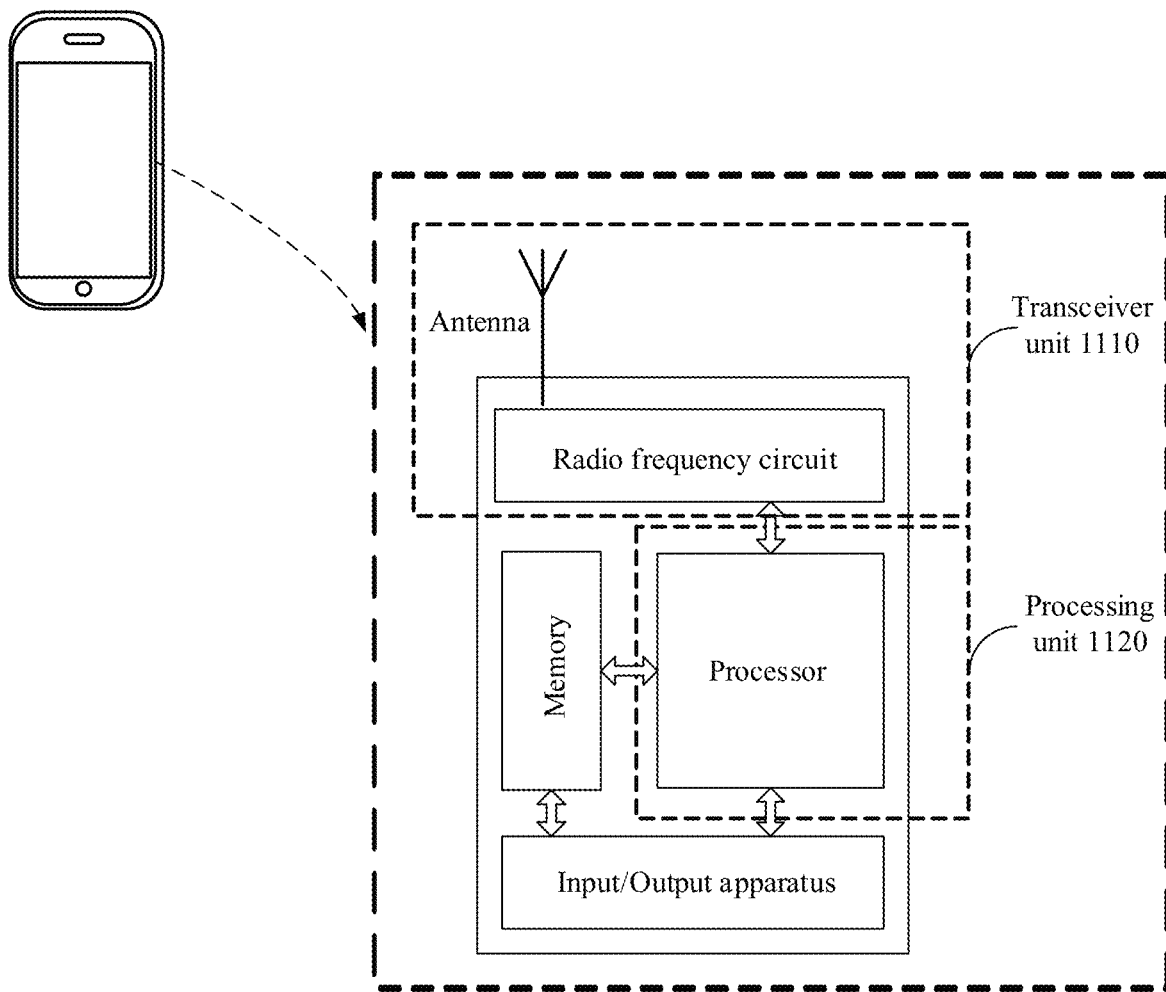 Antenna
Transceiver
unit 1110
Radio frequency circuit
Memory
Processor
Processing
unit 1120
Input/Output apparatus